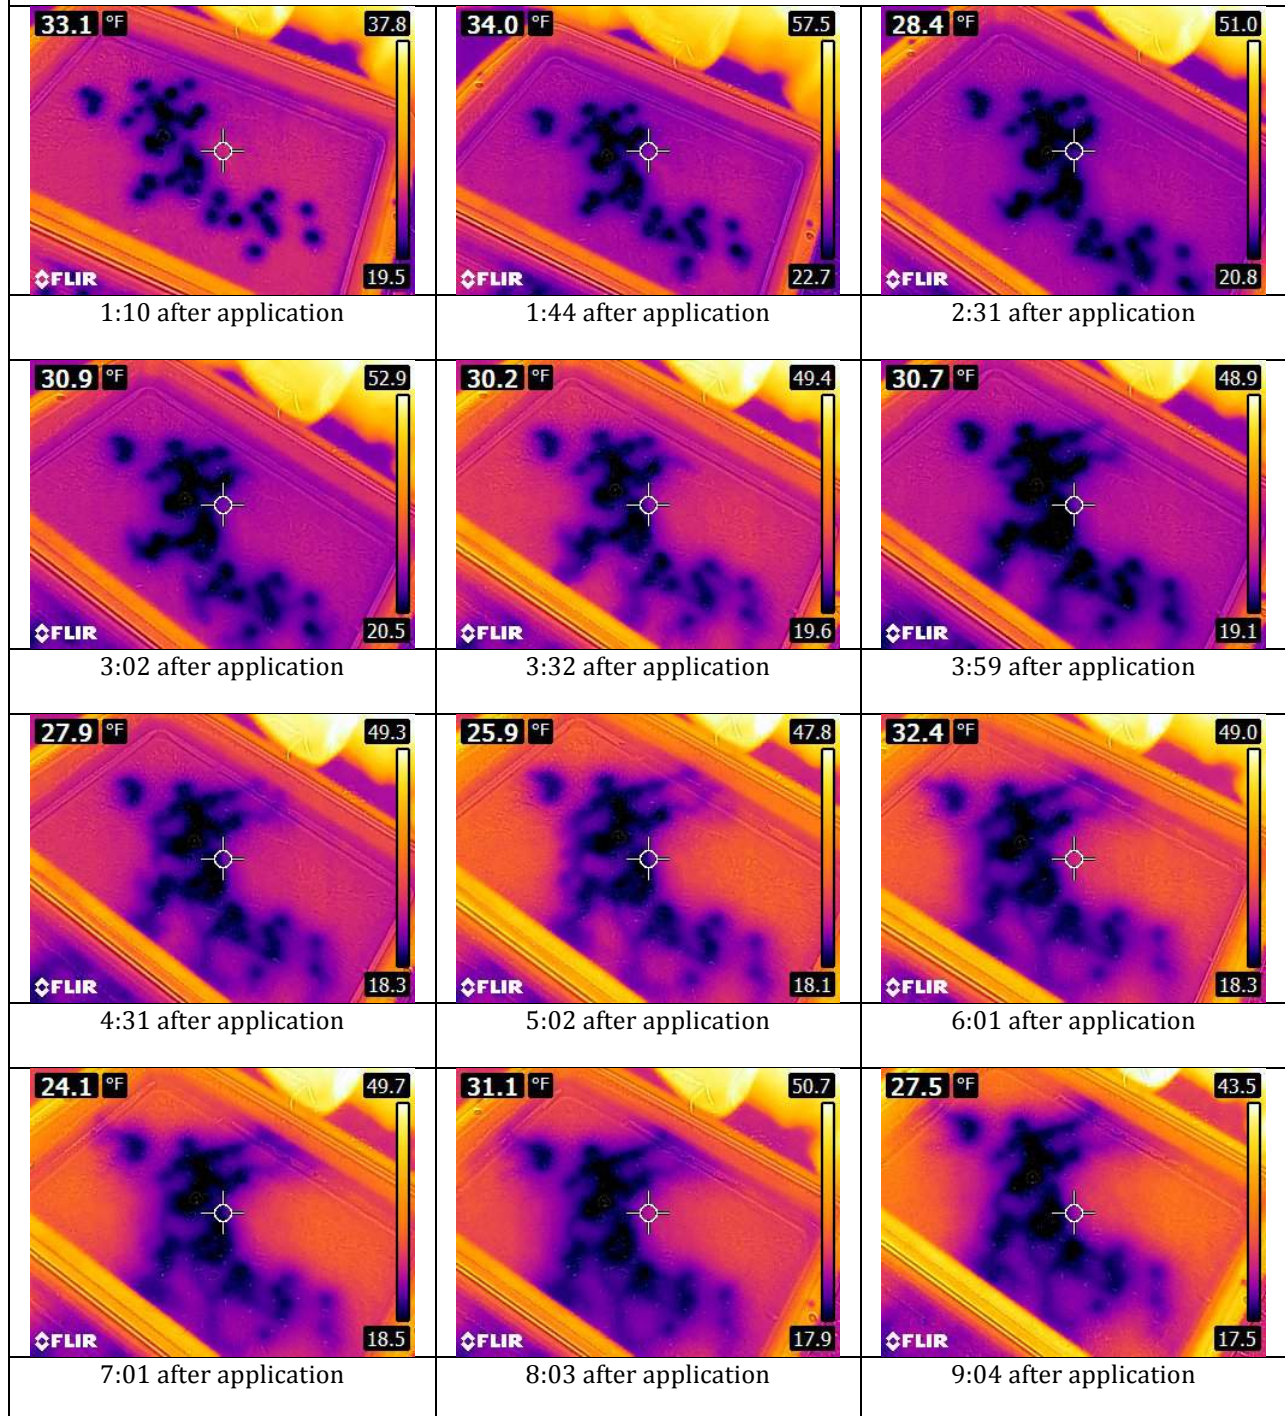 33.1 °F 37.8
FLIR 19.5
1:10 after application
34.0 °F 57.5
FLIR 22.7
1:44 after application
28.4 °F 51.0
FLIR 20.8
2:31 after application
30.9 °F 52.9
FLIR 20.5
3:02 after application
30.2 °F 49.4
FLIR 19.6
3:32 after application
30.7 °F 48.9
FLIR 19.1
3:59 after application
27.9 °F 49.3
FLIR 18.3
4:31 after application
25.9 °F 47.8
FLIR 18.1
5:02 after application
32.4 °F 49.0
FLIR 18.3
6:01 after application
24.1 °F 49.7
FLIR 18.5
7:01 after application
31.1 °F 50.7
FLIR 17.9
8:03 after application
27.5 °F 43.5
FLIR 17.5
9:04 after application